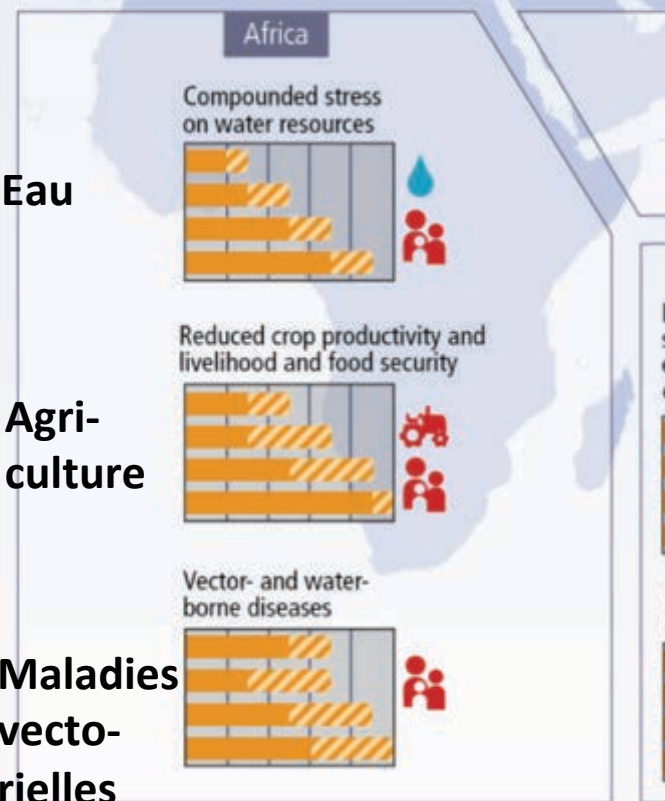 Africa
Compounded stress
on water resources
Eau
Reduced crop productivity and
livelihood and food security
Agri-
culture
Vector- and water-
borne diseases
Maladies
vecto-
rielles